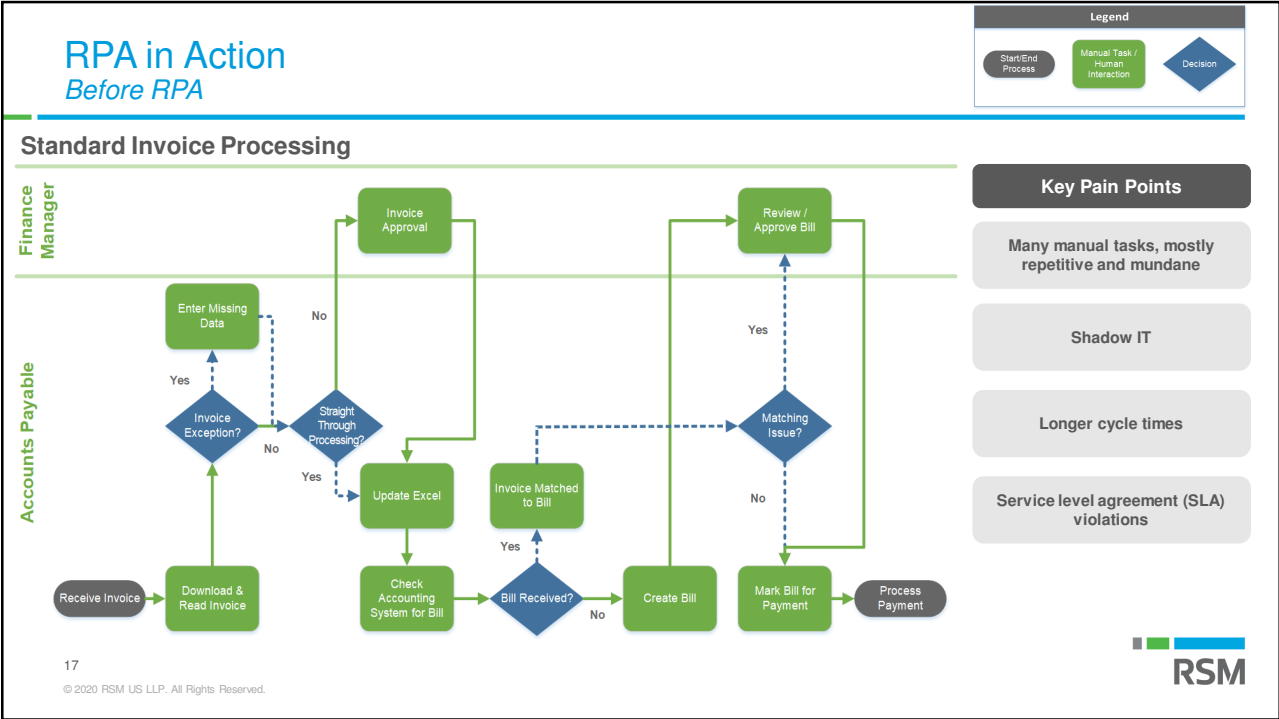 RPA in Action
Before RPA
Legend
Start/End
Process
Manual Task /
Human
Interaction
Decision
Standard Invoice Processing
Finance
Manager
Accounts Payable
Invoice
Approval
Review /
Approve Bill
Enter Missing
Data
No
Yes
Yes
Invoice
Exception?
No
Straight
Through
Processing?
Yes
Matching
Issue?
No
Update Excel
Invoice Matched
to Bill
Yes
Receive Invoice
Download &
Read Invoice
Check
Accounting
System for Bill
Bill Received?
No
Create Bill
Mark Bill for
Payment
Process
Payment
Key Pain Points
Many manual tasks, mostly
repetitive and mundane
Shadow IT
Longer cycle times
Service level agreement (SLA)
violations
17
© 2020 RSM US LLP. All Rights Reserved.
RSM